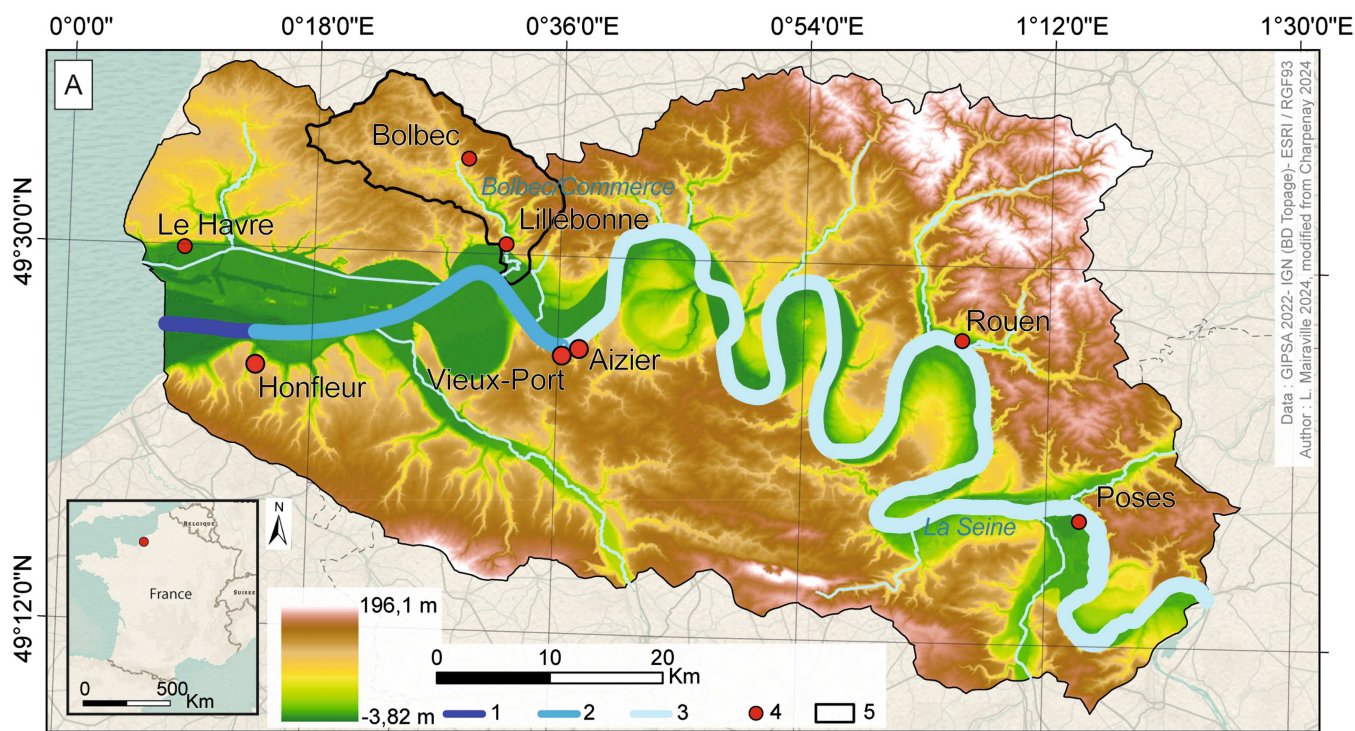 0°0'0" 0°18'0"E 0°36'0"E 0°54'0"E 1°12'0"E 1°30'0"E
A
49°30'0"N
49°12'0"N
Bolbec
Bolbec/Commerce
Lillebonne
Le Havre
Rouen
Aizier
Vieux-Port
Honfleur
Poses
La Seine
Data : GIPSA 2022- IGN (BD Topage)- ESRI / RGF93
Author : L. Mairaville 2024, modified from Charpenay 2024
BELGIQUE
SUISSE
France
0 500
Km
N
196,1 m
-3,82 m
0 10 20
Km
1 2 3 4 5